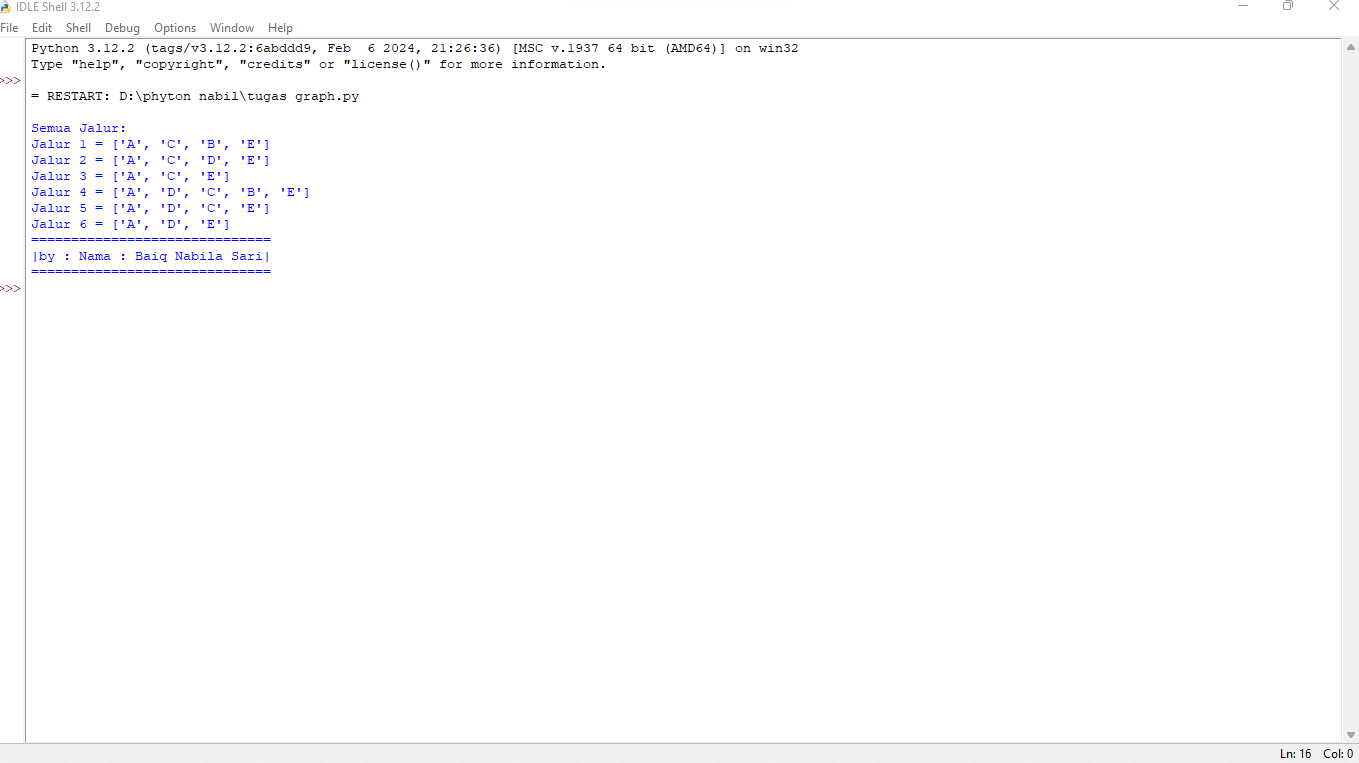 IDLE Shell 3.12.2
File Edit Shell Debug Options Window Help
Python 3.12.2 (tags/v3.12.2:6abddd9, Feb  6 2024, 21:26:36) [MSC v.1937 64 bit (AMD64)] on win32
Type "help", "copyright", "credits" or "license()" for more information.
>>>
= RESTART: D:\phyton nabil\tugas graph.py
Semua Jalur:
Jalur 1 = ['A', 'C', 'B', 'E']
Jalur 2 = ['A', 'C', 'D', 'E']
Jalur 3 = ['A', 'C', 'E']
Jalur 4 = ['A', 'D', 'C', 'B', 'E']
Jalur 5 = ['A', 'D', 'C', 'E']
Jalur 6 = ['A', 'D', 'E']
==============================
|by : Nama : Baiq Nabila Sari|
==============================
>>>
Ln: 16 Col: 0